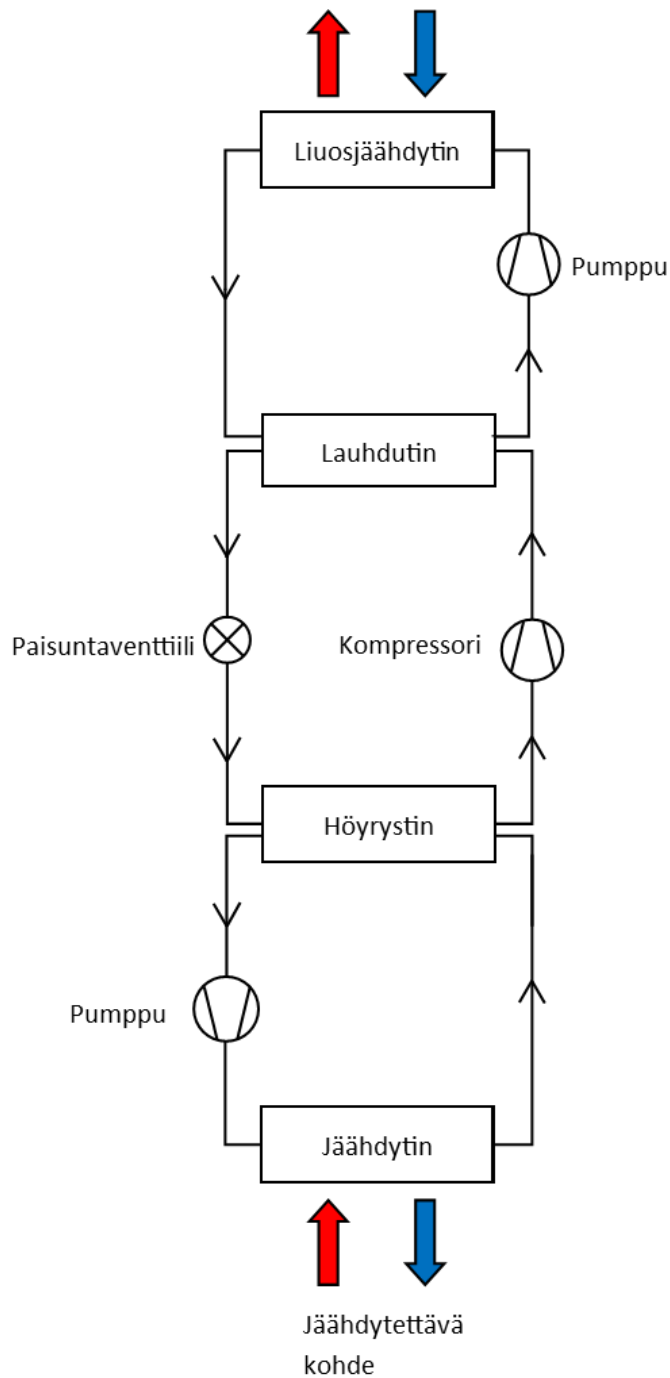 Liuosjäähdytin
Pumppu
Lauhdutin
Paisuntaventtiili
Kompressori
Höyrystin
Pumppu
Jäähdytin
Jäähdytettävä
kohde